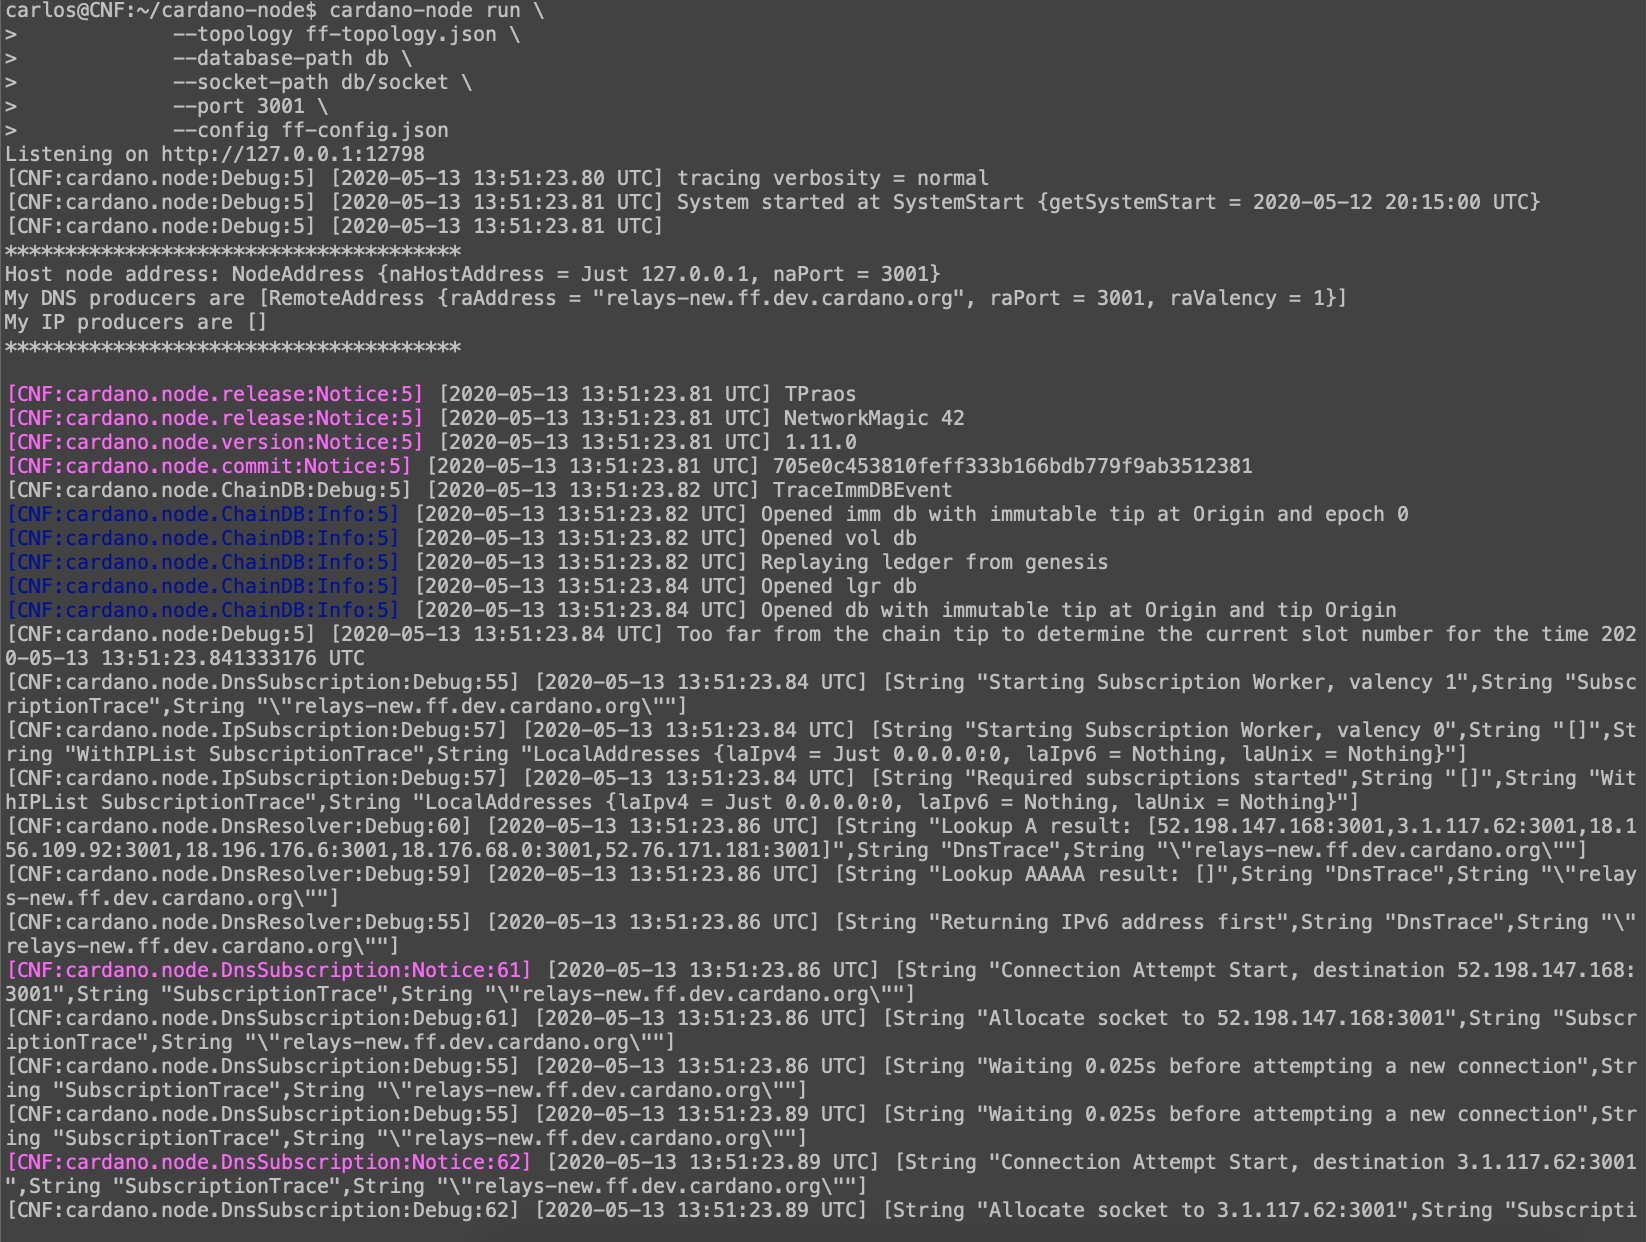 carlos@CNF:~/cardano-node$ cardano-node run \
>             --topology ff-topology.json \
>             --database-path db \
>             --socket-path db/socket \
>             --port 3001 \
>             --config ff-config.json
Listening on http://127.0.0.1:12798
[CNF:cardano.node:Debug:5] [2020-05-13 13:51:23.80 UTC] tracing verbosity = normal
[CNF:cardano.node:Debug:5] [2020-05-13 13:51:23.81 UTC] System started at SystemStart {getSystemStart = 2020-05-12 20:15:00 UTC}
[CNF:cardano.node:Debug:5] [2020-05-13 13:51:23.81 UTC]
**************************************
Host node address: NodeAddress {naHostAddress = Just 127.0.0.1, naPort = 3001}
My DNS producers are [RemoteAddress {raAddress = "relays-new.ff.dev.cardano.org", raPort = 3001, raValency = 1}]
My IP producers are []
**************************************
[CNF:cardano.node.release:Notice:5] [2020-05-13 13:51:23.81 UTC] TPraos
[CNF:cardano.node.release:Notice:5] [2020-05-13 13:51:23.81 UTC] NetworkMagic 42
[CNF:cardano.node.version:Notice:5] [2020-05-13 13:51:23.81 UTC] 1.11.0
[CNF:cardano.node.commit:Notice:5] [2020-05-13 13:51:23.81 UTC] 705e0c453810feff333b166bdb779f9ab3512381
[CNF:cardano.node.ChainDB:Debug:5] [2020-05-13 13:51:23.82 UTC] TraceImmDBEvent
[CNF:cardano.node.ChainDB:Info:5] [2020-05-13 13:51:23.82 UTC] Opened imm db with immutable tip at Origin and epoch 0
[CNF:cardano.node.ChainDB:Info:5] [2020-05-13 13:51:23.82 UTC] Opened vol db
[CNF:cardano.node.ChainDB:Info:5] [2020-05-13 13:51:23.82 UTC] Replaying ledger from genesis
[CNF:cardano.node.ChainDB:Info:5] [2020-05-13 13:51:23.84 UTC] Opened lgr db
[CNF:cardano.node.ChainDB:Info:5] [2020-05-13 13:51:23.84 UTC] Opened db with immutable tip at Origin and tip Origin
[CNF:cardano.node:Debug:5] [2020-05-13 13:51:23.84 UTC] Too far from the chain tip to determine the current slot number for the time 202
0-05-13 13:51:23.841333176 UTC
[CNF:cardano.node.DnsSubscription:Debug:55] [2020-05-13 13:51:23.84 UTC] [String "Starting Subscription Worker, valency 1",String "Subsc
riptionTrace",String "\"relays-new.ff.dev.cardano.org\""]
[CNF:cardano.node.IpSubscription:Debug:57] [2020-05-13 13:51:23.84 UTC] [String "Starting Subscription Worker, valency 0",String "[]",St
ring "WithIPList SubscriptionTrace",String "LocalAddresses {laIpv4 = Just 0.0.0.0:0, laIpv6 = Nothing, laUnix = Nothing}"]
[CNF:cardano.node.IpSubscription:Debug:57] [2020-05-13 13:51:23.84 UTC] [String "Required subscriptions started",String "[]",String "Wit
hIPList SubscriptionTrace",String "LocalAddresses {laIpv4 = Just 0.0.0.0:0, laIpv6 = Nothing, laUnix = Nothing}"]
[CNF:cardano.node.DnsResolver:Debug:60] [2020-05-13 13:51:23.86 UTC] [String "Lookup A result: [52.198.147.168:3001,3.1.117.62:3001,18.1
56.109.92:3001,18.196.176.6:3001,18.176.68.0:3001,52.76.171.181:3001]",String "DnsTrace",String "\"relays-new.ff.dev.cardano.org\""]
[CNF:cardano.node.DnsResolver:Debug:59] [2020-05-13 13:51:23.86 UTC] [String "Lookup AAAAA result: []",String "DnsTrace",String "\"relay
s-new.ff.dev.cardano.org\""]
[CNF:cardano.node.DnsResolver:Debug:55] [2020-05-13 13:51:23.86 UTC] [String "Returning IPv6 address first",String "DnsTrace",String "\"
relays-new.ff.dev.cardano.org\""]
[CNF:cardano.node.DnsSubscription:Notice:61] [2020-05-13 13:51:23.86 UTC] [String "Connection Attempt Start, destination 52.198.147.168:
3001",String "SubscriptionTrace",String "\"relays-new.ff.dev.cardano.org\""]
[CNF:cardano.node.DnsSubscription:Debug:61] [2020-05-13 13:51:23.86 UTC] [String "Allocate socket to 52.198.147.168:3001",String "Subscr
iptionTrace",String "\"relays-new.ff.dev.cardano.org\""]
[CNF:cardano.node.DnsSubscription:Debug:55] [2020-05-13 13:51:23.86 UTC] [String "Waiting 0.025s before attempting a new connection",Str
ing "SubscriptionTrace",String "\"relays-new.ff.dev.cardano.org\""]
[CNF:cardano.node.DnsSubscription:Debug:55] [2020-05-13 13:51:23.89 UTC] [String "Waiting 0.025s before attempting a new connection",Str
ing "SubscriptionTrace",String "\"relays-new.ff.dev.cardano.org\""]
[CNF:cardano.node.DnsSubscription:Notice:62] [2020-05-13 13:51:23.89 UTC] [String "Connection Attempt Start, destination 3.1.117.62:3001
",String "SubscriptionTrace",String "\"relays-new.ff.dev.cardano.org\""]
[CNF:cardano.node.DnsSubscription:Debug:62] [2020-05-13 13:51:23.89 UTC] [String "Allocate socket to 3.1.117.62:3001",String "Subscripti